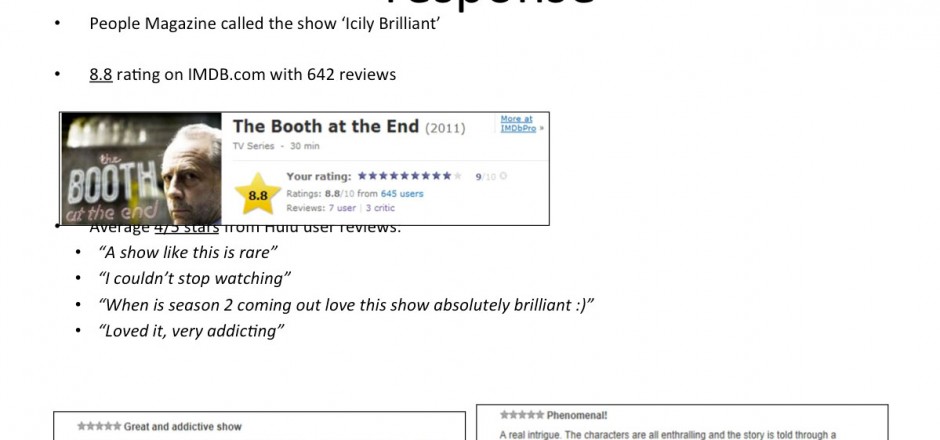 response
• People Magazine called the show ‘Icily Brilliant’
• 8.8 rating on IMDB.com with 642 reviews
the
BOOTH
at the end
The Booth at the End (2011)
More at
IMDbPro »
TV Series - 30 min
8.8
Your rating: ★★★★★★★★★★ 9/10
Ratings: 8.8/10 from 645 users
Reviews: 7 user | 3 critic
• Average 4/5 stars from Hulu user reviews:
• “A show like this is rare”
• “I couldn’t stop watching”
• “When is season 2 coming out love this show absolutely brilliant :)”
• “Loved it, very addicting”
★★★★★ Great and addictive show
★★★★★ Phenomenal!
A real intrigue. The characters are all enthralling and the story is told through a